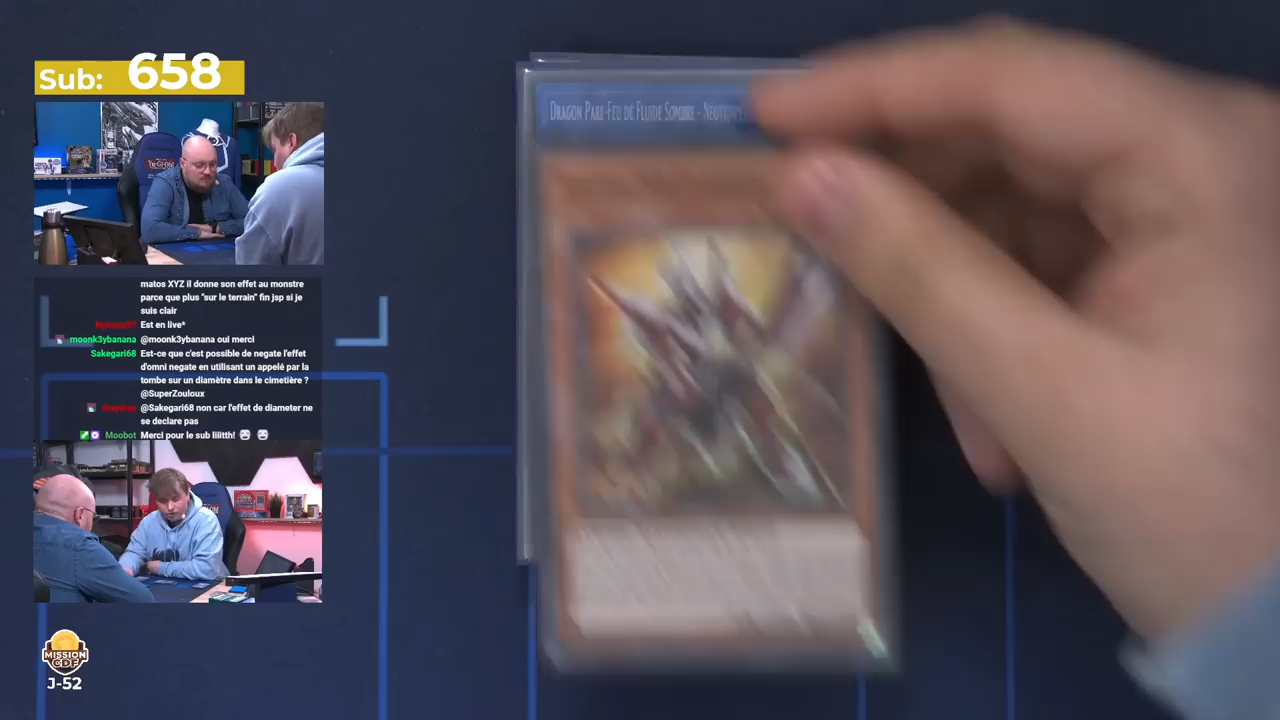 Sub: 658
matos XYZ il donne son effet au monstre
parce que plus "sur le terrain" fin jsp si je
suis clair
Est en live*
moonk3ybanana @moonk3ybanana oui merci
Sakegari68 Est-ce que c'est possible de negate l'effet
d'omni negate en utilisant un appelé par la
tombe sur un diamètre dans le cimetière ?
@SuperZouloux
@Sakegari68 non car l'effet de diameter ne
se declare pas
Moobot Merci pour le sub liiitth!
MISSION
CDF
J-52
DRAGON PARE-FEU DE FLUIDE SOMBRE -